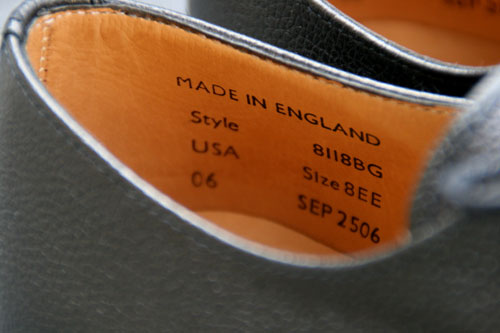 MADE IN ENGLAND
Style 8118BG
USA Size 8EE
06 SEP 2506